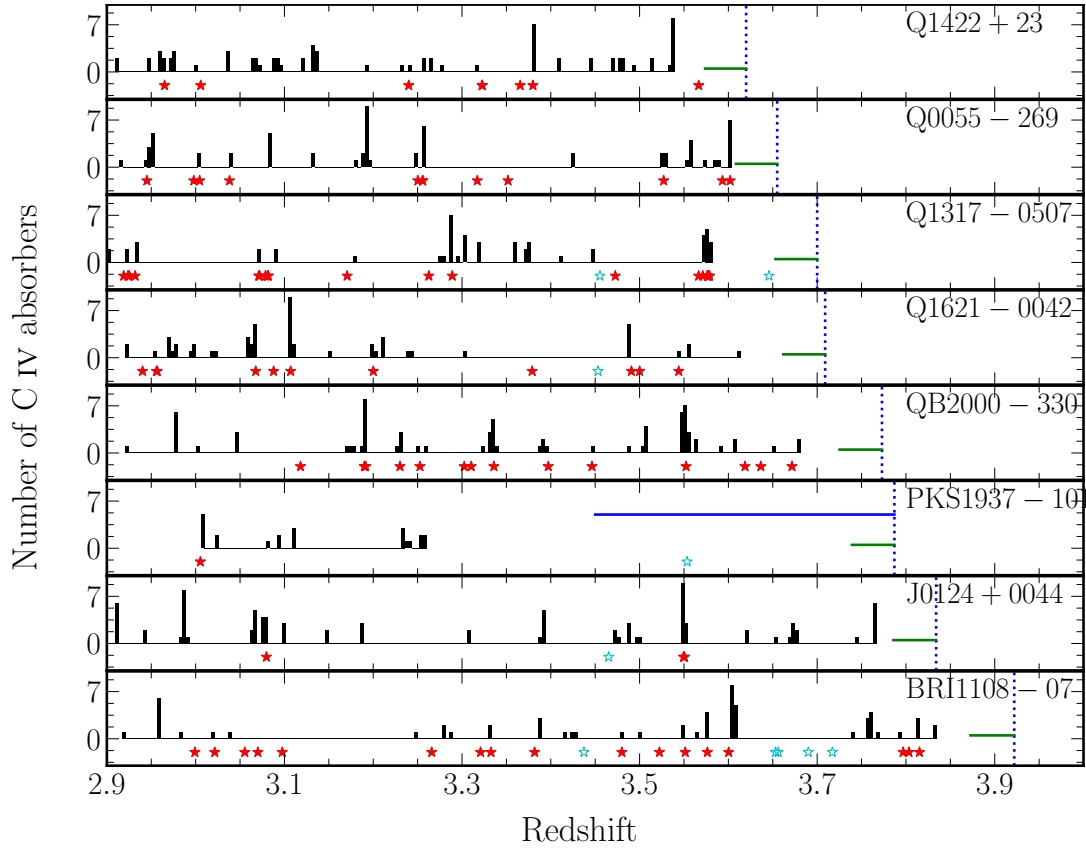 Number of C IV absorbers
7
0
Q1422 + 23
7
0
Q0055 − 269
7
0
Q1317 − 0507
7
0
Q1621 − 0042
7
0
QB2000 − 330
7
0
PKS1937 − 101
7
0
J0124 + 0044
7
0
BRI1108 − 07
2.9 3.1 3.3 3.5 3.7 3.9
Redshift